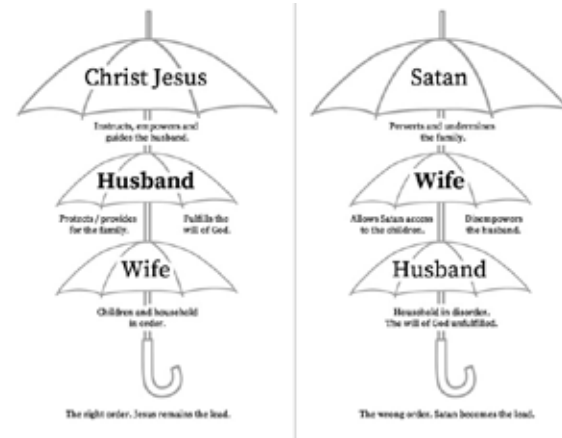 Christ Jesus
Instructs, empowers and
guides the husband.
Husband
Protects / provides
for the family.
Fulfills the
will of God.
Wife
Children and household
in order.
The right order. Jesus remains the lead.
Satan
Perverts and undermines
the family.
Wife
Allows Satan access
to the children.
Disempowers
the husband.
Husband
Household in disorder.
The will of God unfulfilled.
The wrong order. Satan becomes the lead.